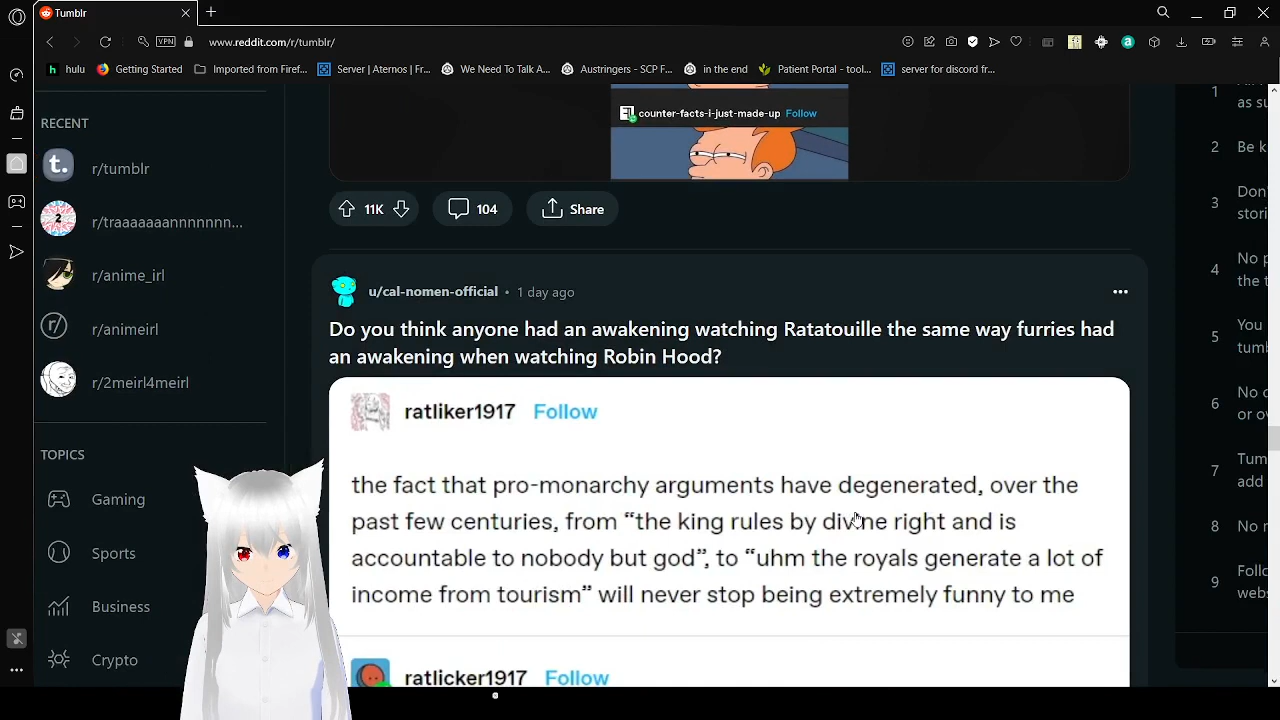 Tumblr
VPN
www.reddit.com/r/tumblr/
hulu
Getting Started
Imported from Firef...
Server | Aternos | Fr...
We Need To Talk A...
Austringers - SCP F...
in the end
Patient Portal - tool...
server for discord fr...
RECENT
r/tumblr
r/traaaaaaannnnnnn...
r/anime_irl
r/animeirl
r/2meirl4meirl
TOPICS
Gaming
Sports
Business
Crypto
counter-facts-i-just-made-up Follow
11K
104
Share
u/cal-nomen-official • 1 day ago
Do you think anyone had an awakening watching Ratatouille the same way furries had
an awakening when watching Robin Hood?
ratliker1917 Follow
the fact that pro-monarchy arguments have degenerated, over the
past few centuries, from “the king rules by divine right and is
accountable to nobody but god”, to “uhm the royals generate a lot of
income from tourism” will never stop being extremely funny to me
ratlicker1917 Follow
1
as su
2 Be k
3 Don'
stori
4 No p
the t
5 You
tumb
6 No
or o
7 Tum
add
8 No
9 Follo
webs